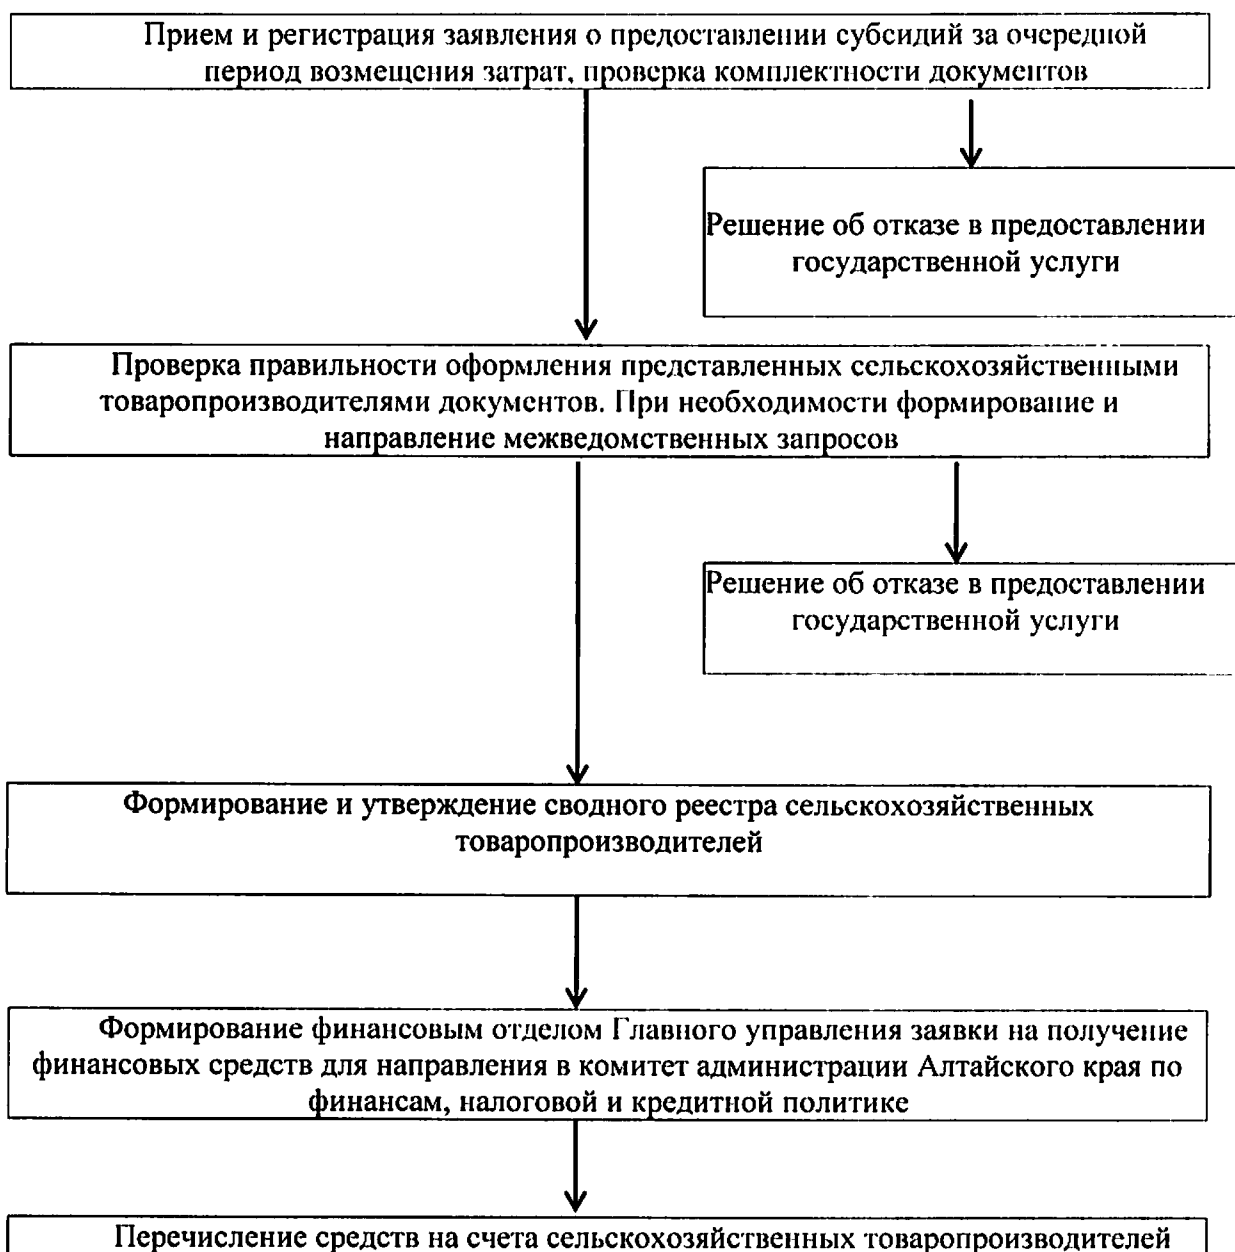 Прием и регистрация заявления о предоставлении субсидий за очередной
период возмещения затрат, проверка комплектности документов
Решение об отказе в предоставлении
государственной услуги
Проверка правильности оформления представленных сельскохозяйственными
товаропроизводителями документов. При необходимости формирование и
направление межведомственных запросов
Решение об отказе в предоставлении
государственной услуги
Формирование и утверждение сводного реестра сельскохозяйственных
товаропроизводителей
Формирование финансовым отделом Главного управления заявки на получение
финансовых средств для направления в комитет администрации Алтайского края по
финансам, налоговой и кредитной политике
Перечисление средств на счета сельскохозяйственных товаропроизводителей